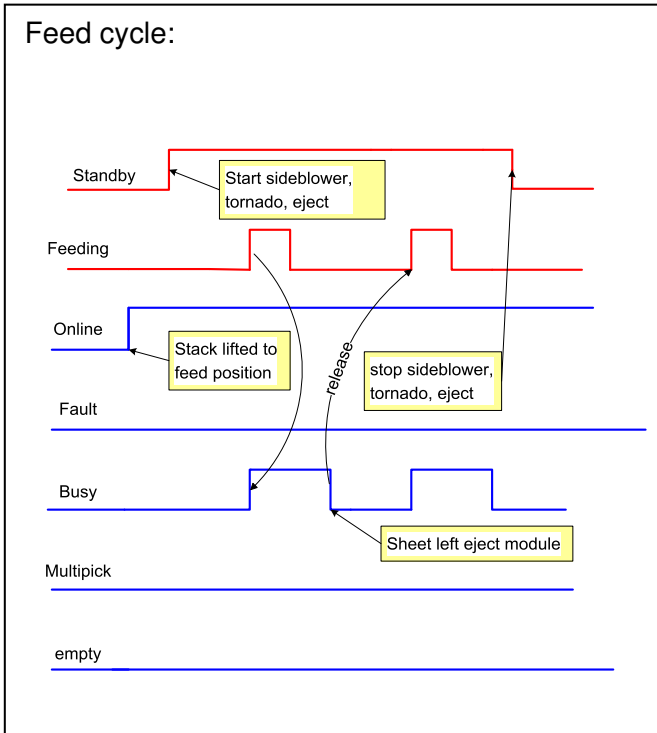 Feed cycle:
Standby
Start sideblower,
tornado, eject
Feeding
Online
Stack lifted to
feed position
release
stop sideblower,
tornado, eject
Fault
Busy
Sheet left eject module
Multipick
empty